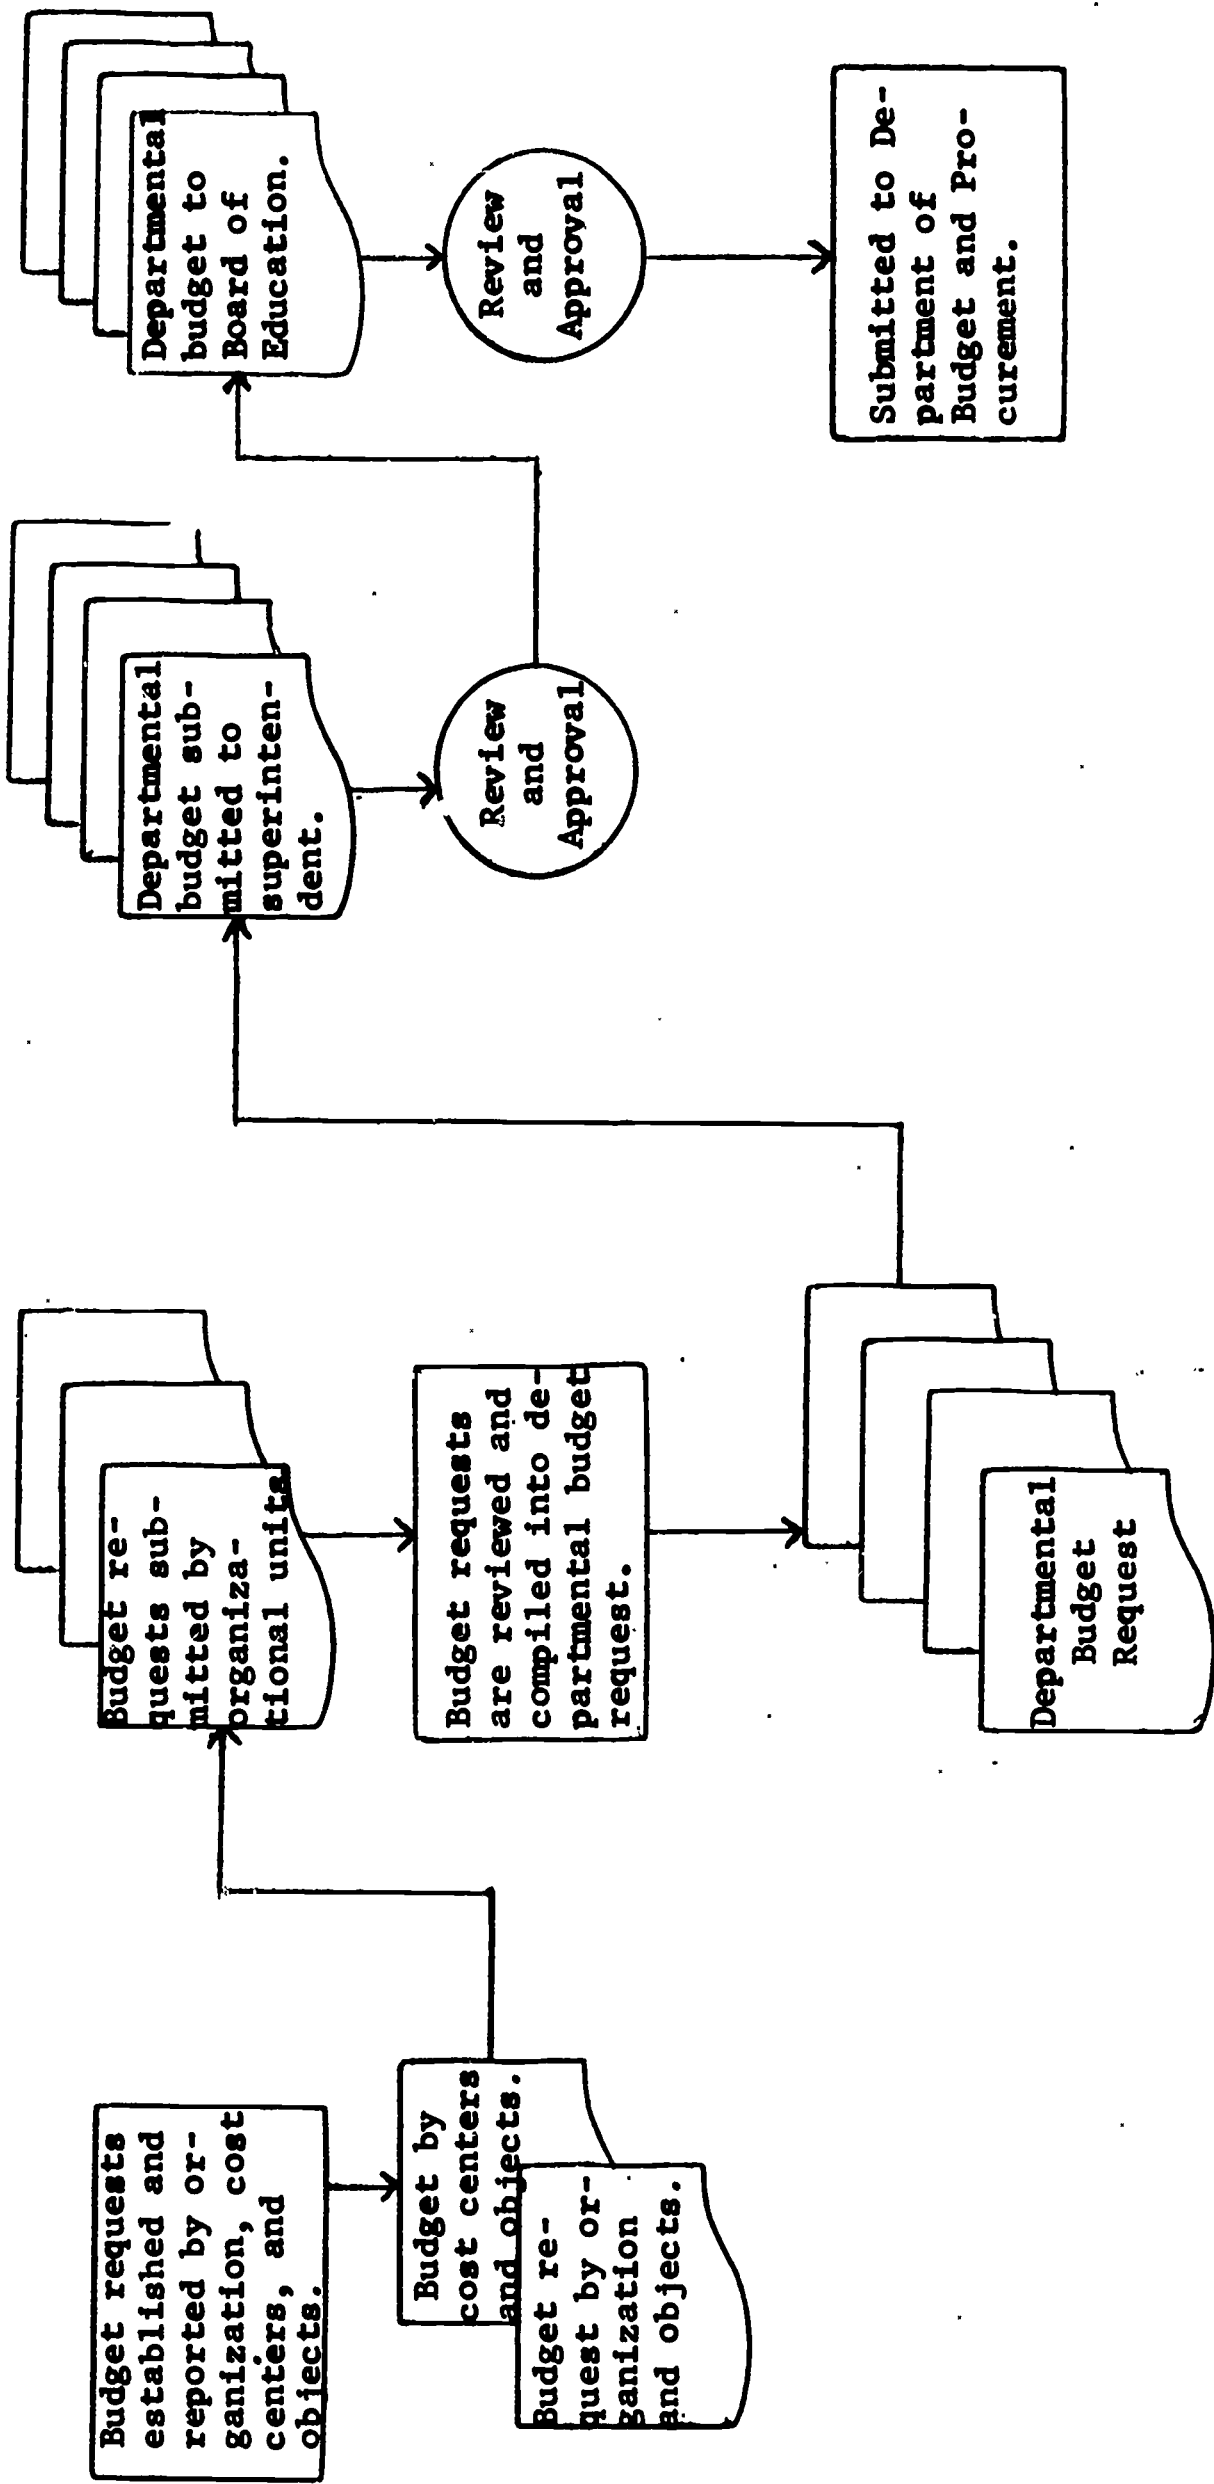 Budget requests
established and
reported by or-
ganization, cost
centers, and
objects.
Budget by
cost centers
and objects.
Budget re-
quest by or-
ganization
and objects.
Budget re-
quests sub-
mitted by
organiza-
tional units
Budget requests
are reviewed and
compiled into de-
partmental budget
request.
Departmental
Budget
Request
Departmental
budget sub-
mitted to
superinten-
dent.
Review
and
Approval
Departmental
budget to
Board of
Education.
Review
and
Approval
Submitted to De-
partment of
Budget and Pro-
curement.